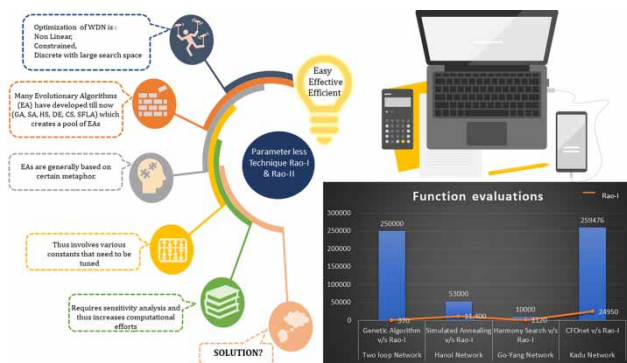 Optimization of WDN is :
Non Linear,
Constrained,
Discrete with large search space
Many Evolutionary Algorithms
(EA) have developed till now
(GA, SA, HS, DE, CS, SFLA) which
creates a pool of EAs
EAs are generally based on
certain metaphor.
Thus involves various
constants that need to be
tuned
Requires sensitivity analysis and
thus increases computational
efforts
SOLUTION?
Easy
Effective
Efficient
Parameter less
Technique Rao-I
& Rao-II
Function evaluations
Rao-I
300000
250000
200000
150000
100000
50000
0
250000
370
53000
11,400
10000
1120
259476
24950
Genetic Algorithm
v/s Rao-I
Simulated Annealing
v/s Rao-I
Harmony Search v/s
Rao-I
CFOnet v/s Rao-I
Two loop Network
Hanoi Network
Go-Yang Network
Kadu Network